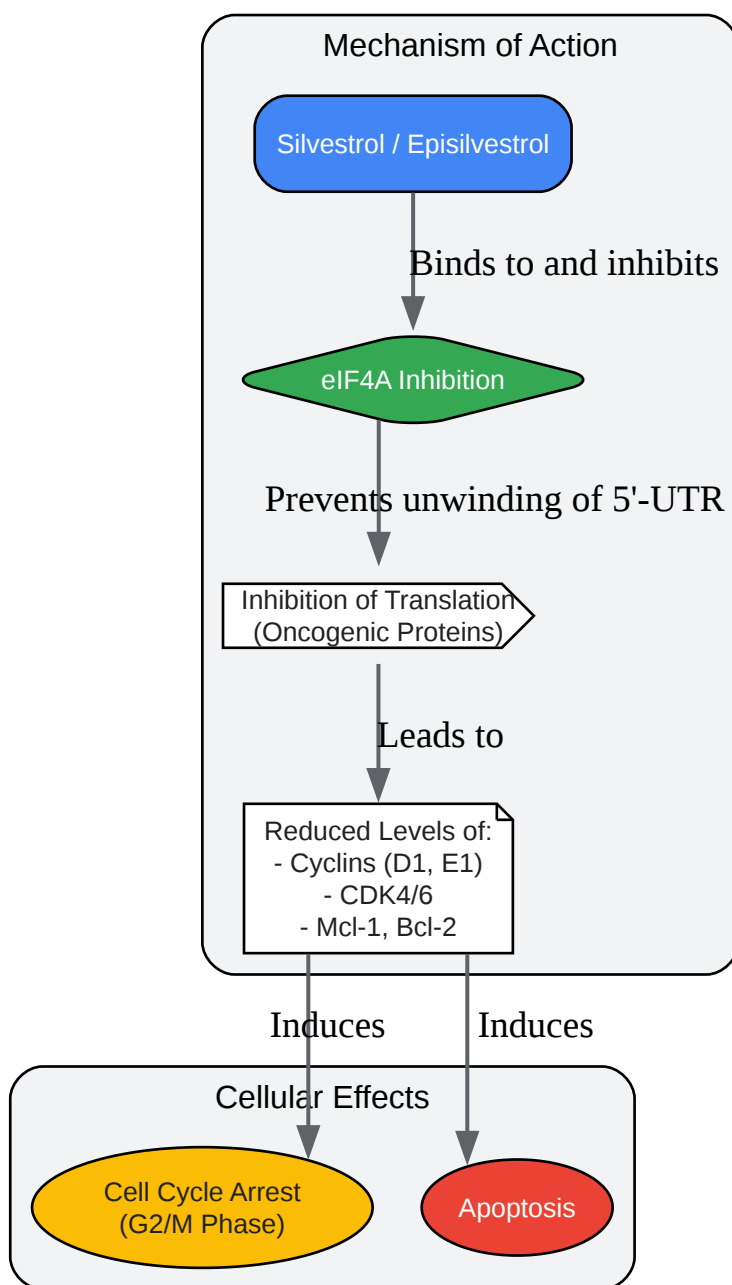 Mechanism of Action
Silvestrol / Episilvestrol
Binds to and inhibits
eIF4A Inhibition
Prevents unwinding of 5'-UTR
Inhibition of Translation
(Oncogenic Proteins)
Leads to
Reduced Levels of:
- Cyclins (D1, E1)
- CDK4/6
- Mcl-1, Bcl-2
Induces
Induces
Cellular Effects
Cell Cycle Arrest
(G2/M Phase)
Apoptosis